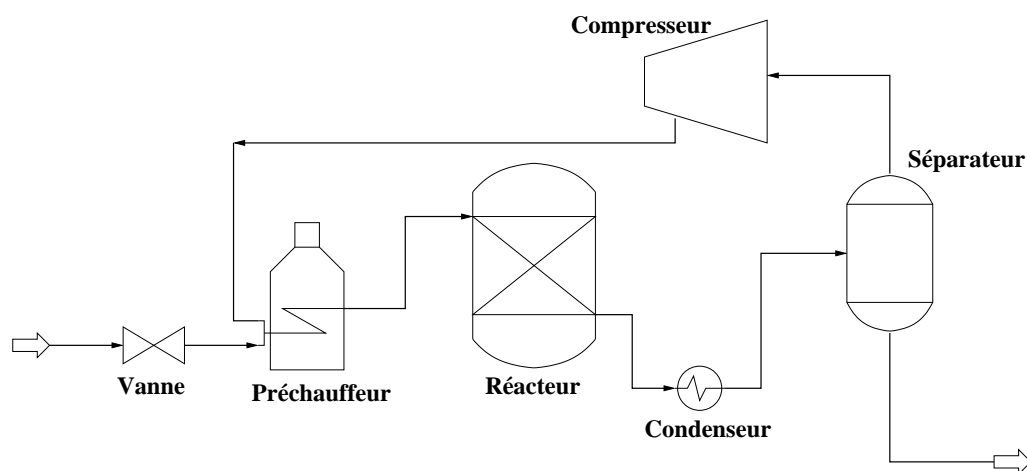 Compresseur
Séparateur
Vanne
Préchauffeur
Réacteur
Condenseur